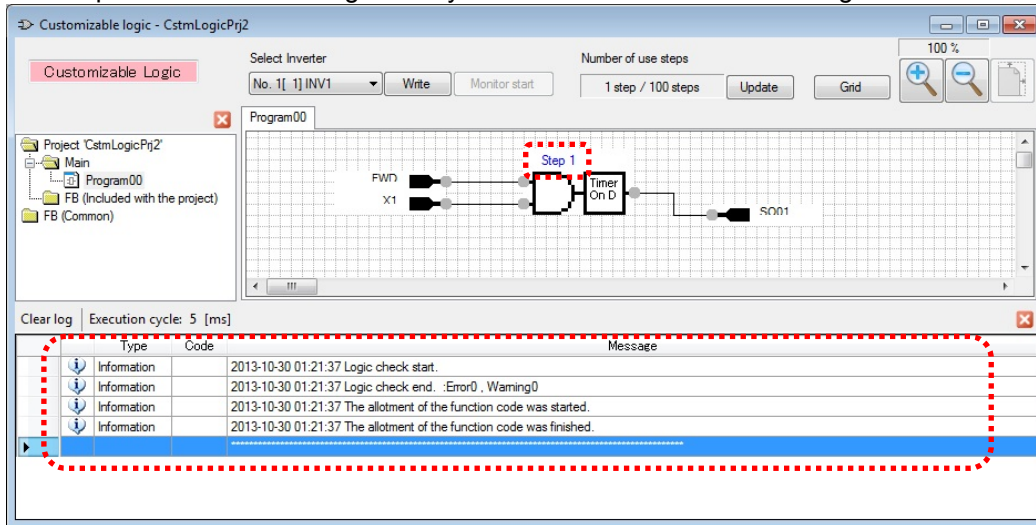 Customizable logic - CstmLogicPrj2
Customizable Logic
Select Inverter
No. 1[ 1] INV1
Write
Monitor start
Number of use steps
1 step / 100 steps
Update
Grid
100 %
Program00
Project 'CstmLogicPrj2'
Main
Program00
FB (Included with the project)
FB (Common)
Step 1
FWD
X1
Timer
On D
SO01
Clear log
Execution cycle: 5 [ms]
Type Code Message
Information 2013-10-30 01:21:37 Logic check start.
Information 2013-10-30 01:21:37 Logic check end. :Error0 , Warning0
Information 2013-10-30 01:21:37 The allotment of the function code was started.
Information 2013-10-30 01:21:37 The allotment of the function code was finished.